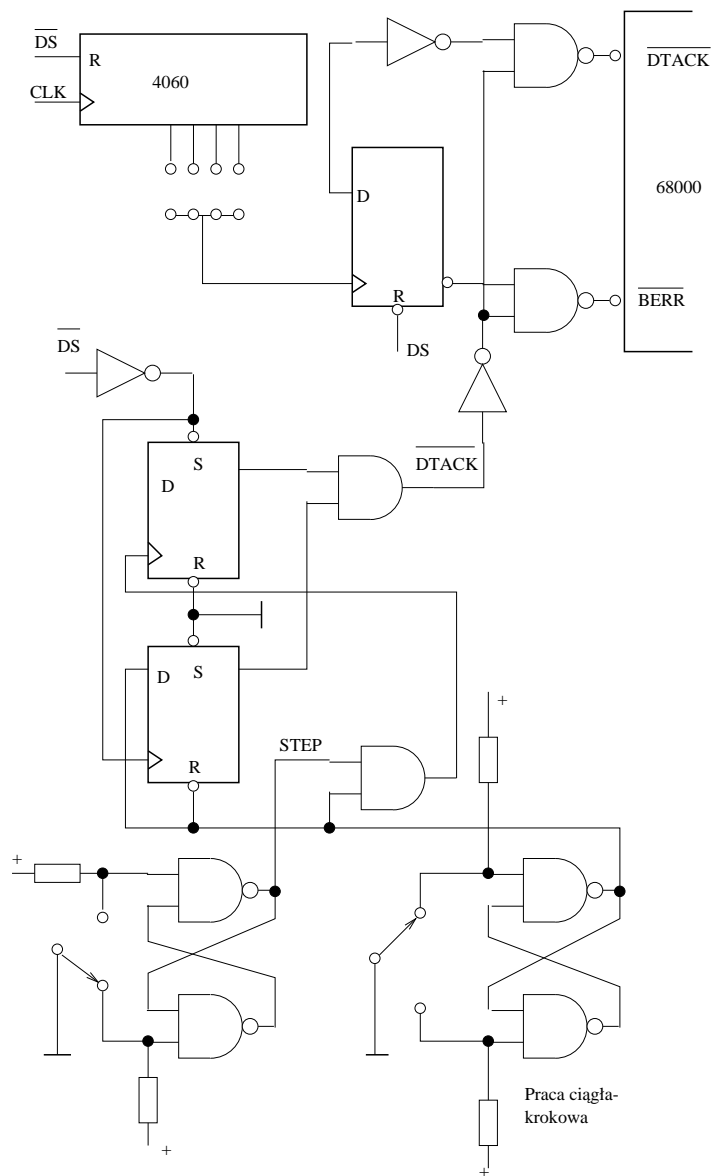 DS
R
4060
CLK
DTACK
68000
D
R
BERR
DS
DS
S
D
DTACK
R
D
S
R
STEP
+
+
+
+
Praca ciągła-
krokowa